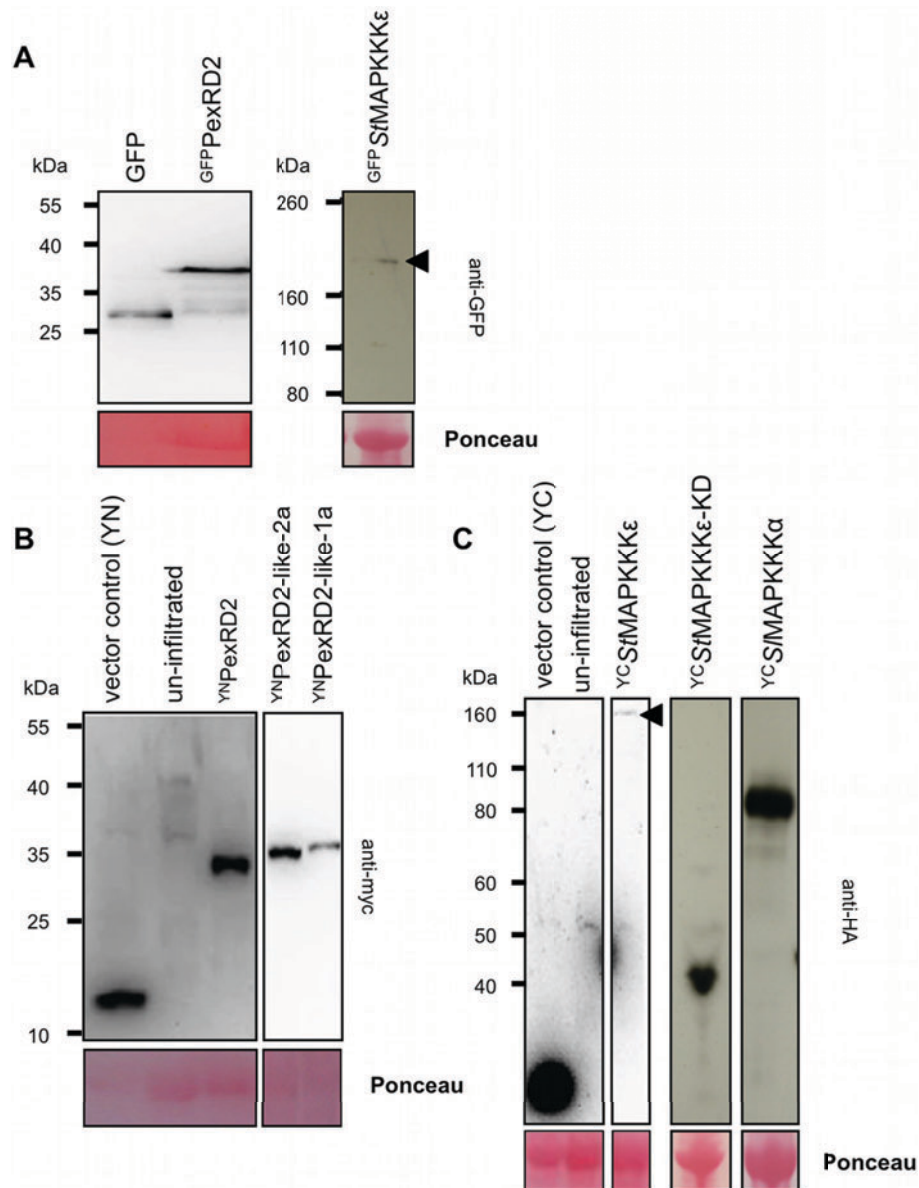 A
kDa
GFP
GFPPexRD2
GFPStMAPKKKε
55
40
35
25
260
160
110
80
anti-GFP
Ponceau
B
kDa
vector control (YN)
un-infiltrated
YNPexRD2
YNPexRD2-like-2a
YNPexRD2-like-1a
55
40
35
25
10
anti-myc
Ponceau
C
kDa
vector control (YC)
un-infiltrated
YCStMAPKKKε
YCStMAPKKKε-KD
YCSlMAPKKKα
160
110
80
60
50
40
anti-HA
Ponceau